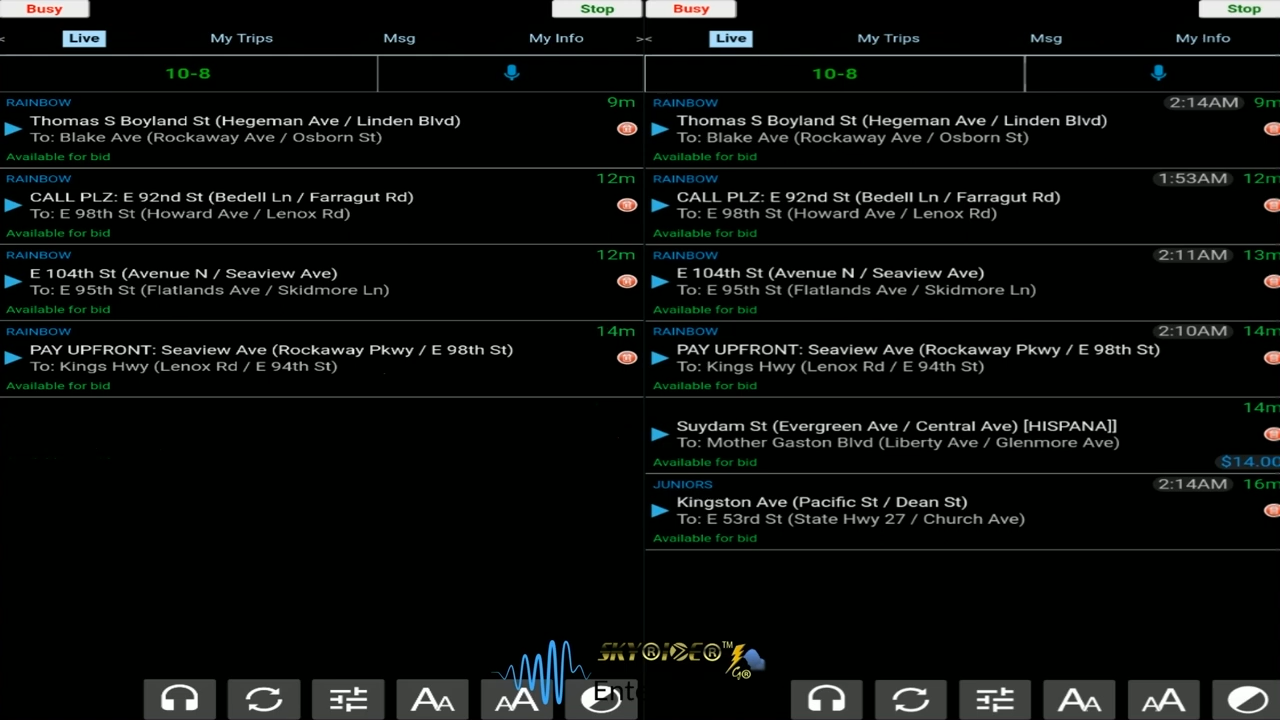 Busy
Stop
Live
My Trips
Msg
My Info
10-8
RAINBOW
9m
Thomas S Boyland St (Hegeman Ave / Linden Blvd)
To: Blake Ave (Rockaway Ave / Osborn St)
Available for bid
RAINBOW
12m
CALL PLZ: E 92nd St (Bedell Ln / Farragut Rd)
To: E 98th St (Howard Ave / Lenox Rd)
Available for bid
RAINBOW
12m
E 104th St (Avenue N / Seaview Ave)
To: E 95th St (Flatlands Ave / Skidmore Ln)
Available for bid
RAINBOW
14m
PAY UPFRONT: Seaview Ave (Rockaway Pkwy / E 98th St)
To: Kings Hwy (Lenox Rd / E 94th St)
Available for bid
AA
AA
Busy
Stop
Live
My Trips
Msg
My Info
10-8
RAINBOW
2:14AM 9m
Thomas S Boyland St (Hegeman Ave / Linden Blvd)
To: Blake Ave (Rockaway Ave / Osborn St)
Available for bid
RAINBOW
1:53AM 12m
CALL PLZ: E 92nd St (Bedell Ln / Farragut Rd)
To: E 98th St (Howard Ave / Lenox Rd)
Available for bid
RAINBOW
2:11AM 13m
E 104th St (Avenue N / Seaview Ave)
To: E 95th St (Flatlands Ave / Skidmore Ln)
Available for bid
RAINBOW
2:10AM 14m
PAY UPFRONT: Seaview Ave (Rockaway Pkwy / E 98th St)
To: Kings Hwy (Lenox Rd / E 94th St)
Available for bid
14m
Suydam St (Evergreen Ave / Central Ave) [HISPANA]]
To: Mother Gaston Blvd (Liberty Ave / Glenmore Ave)
Available for bid
$14.00
JUNIORS
2:14AM 16m
Kingston Ave (Pacific St / Dean St)
To: E 53rd St (State Hwy 27 / Church Ave)
Available for bid
AA
AA